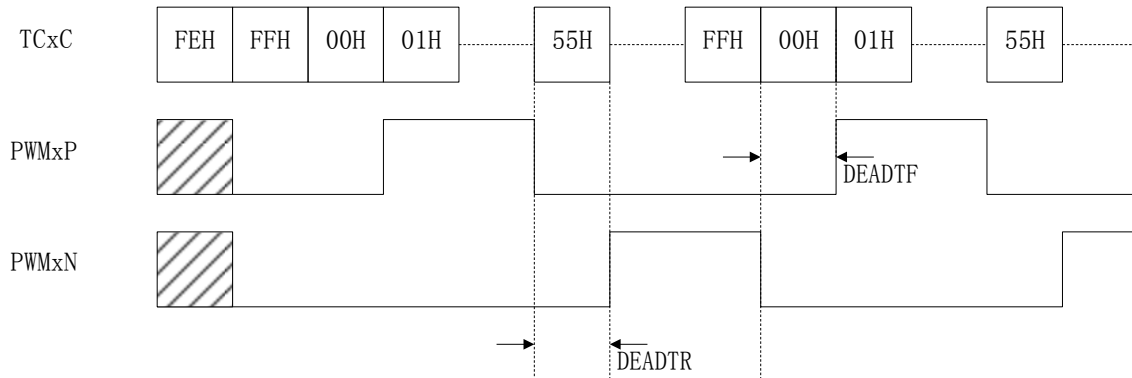 TCxC FEH FFH 00H 01H 55H FFH 00H 01H 55H
PWMxP
DEADTF
PWMxN
DEADTR